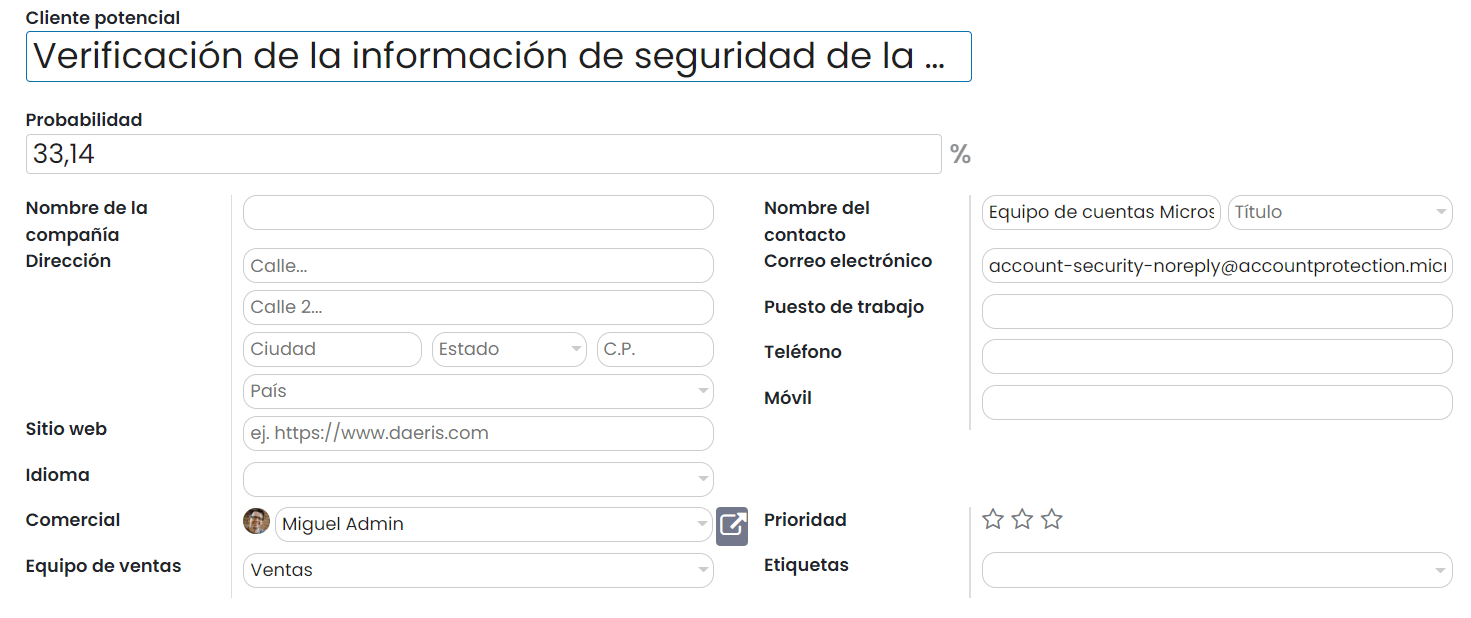 Cliente potencial
Verificación de la información de seguridad de la ...
Probabilidad
33,14 %
Nombre de la compañía
Dirección
Calle...
Calle 2...
Ciudad Estado C.P.
País
Sitio web ej. https://www.daeris.com
Idioma
Comercial Miguel Admin
Equipo de ventas Ventas
Nombre del contacto Equipo de cuentas Micros Título
Correo electrónico account-security-noreply@accountprotection.micr
Puesto de trabajo
Teléfono
Móvil
Prioridad
Etiquetas